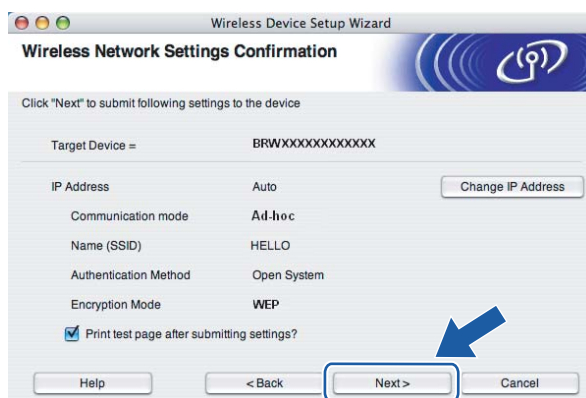 Wireless Device Setup Wizard
Wireless Network Settings Confirmation
Click "Next" to submit following settings to the device
Target Device = BRWXXXXXXXXXXXX
IP Address Auto Change IP Address
Communication mode Ad-hoc
Name (SSID) HELLO
Authentication Method Open System
Encryption Mode WEP
Print test page after submitting settings?
Help < Back Next > Cancel